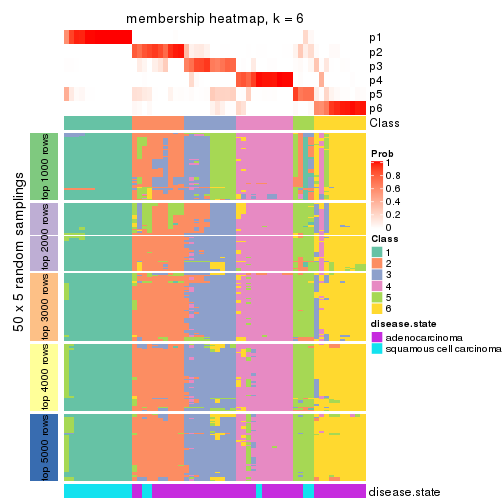 membership heatmap, k = 6
p1
p2
p3
p4
p5
p6
Class
50 x 5 random samplings
top 1000 rows
top 2000 rows
top 3000 rows
top 4000 rows
top 5000 rows
Prob
1
0.8
0.6
0.4
0.2
0
Class
1
2
3
4
5
6
disease.state
adenocarcinoma
squamous cell carcinoma
disease.state